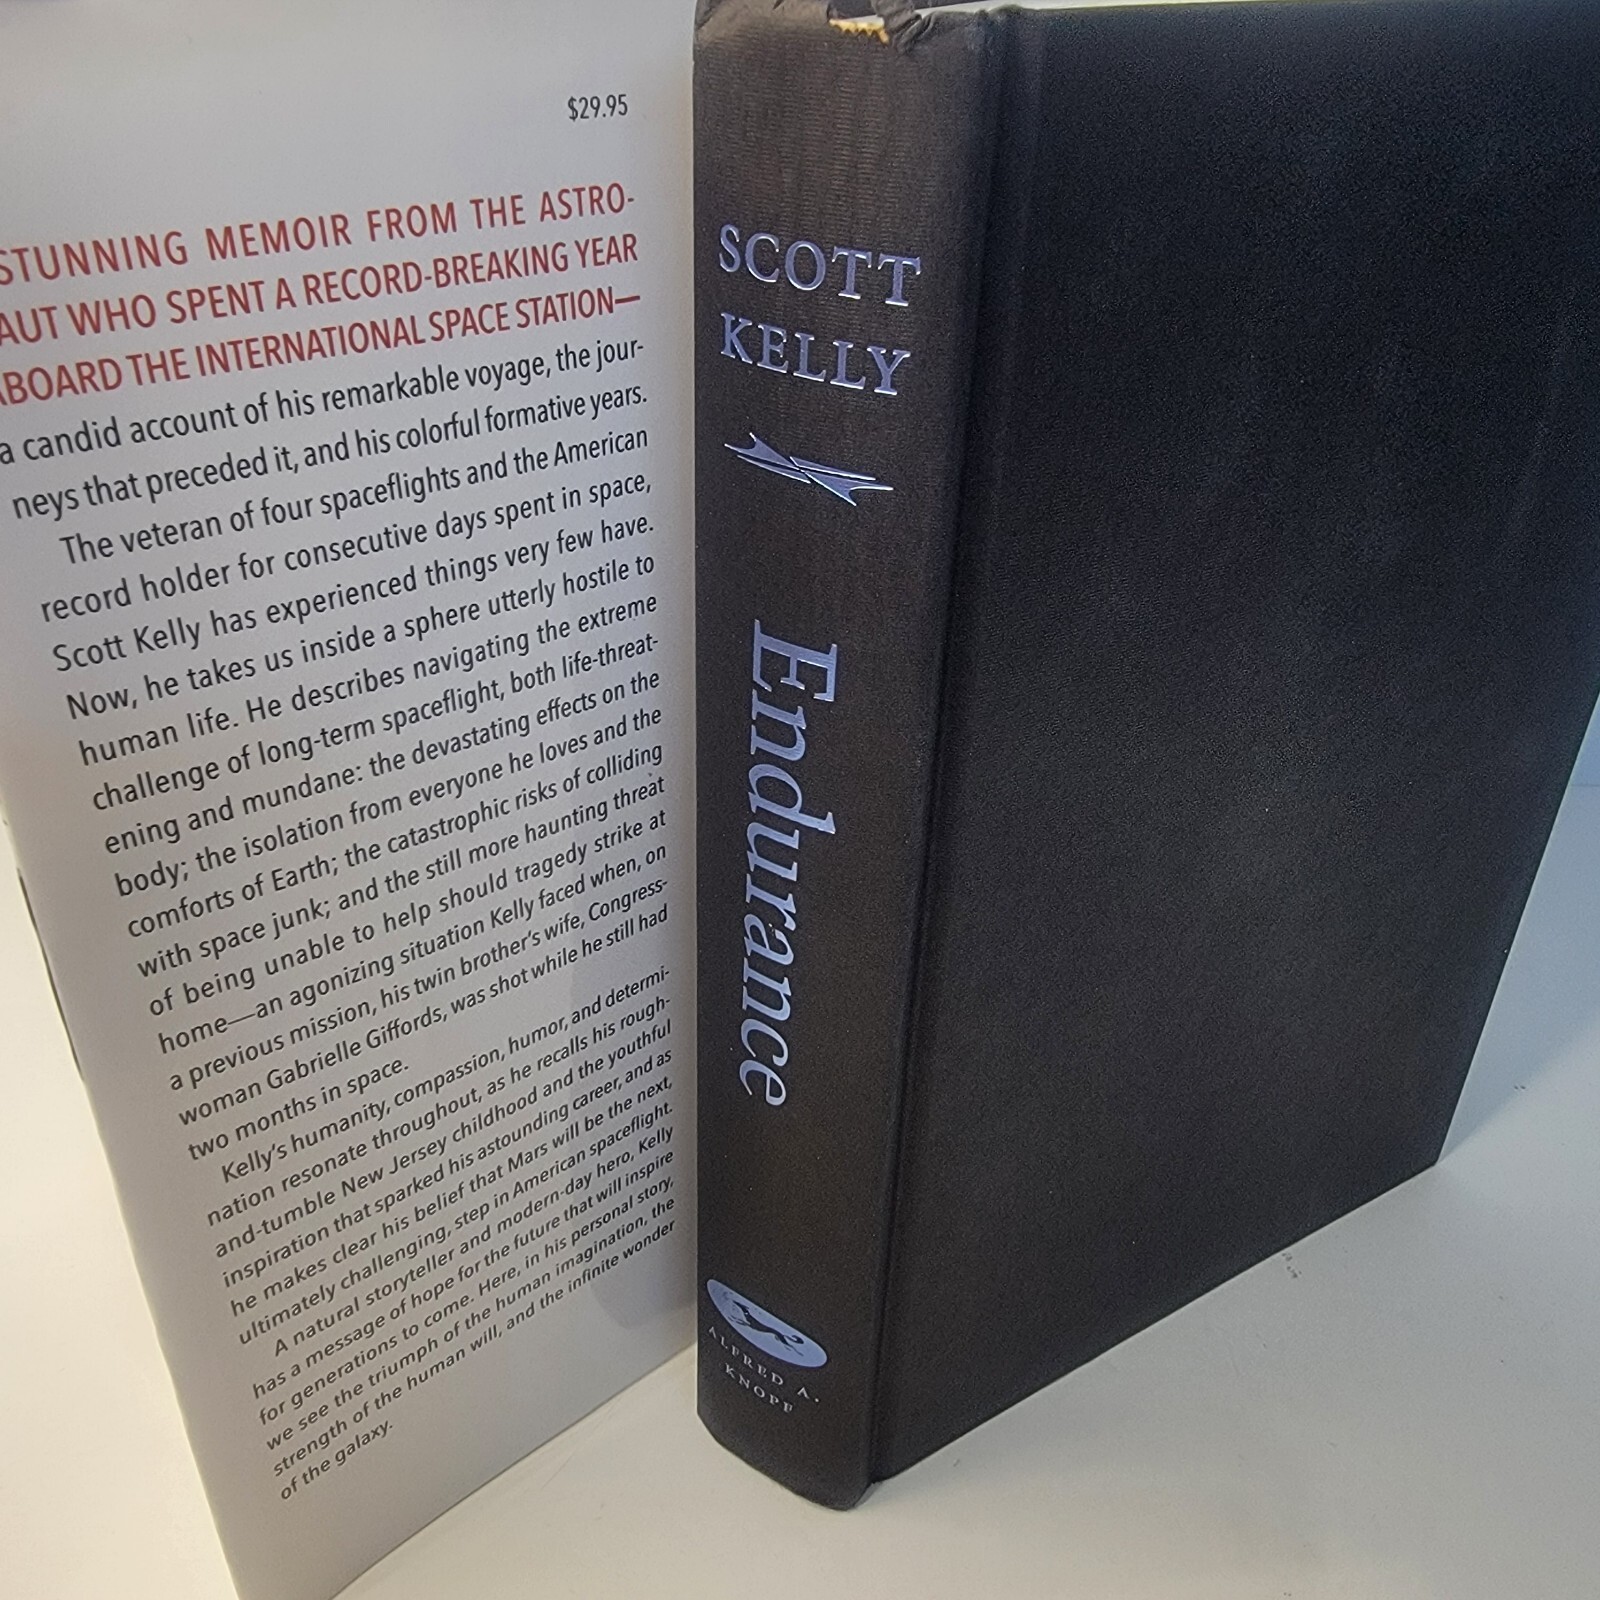 $29.95
STUNNING MEMOIR FROM THE ASTRO-
AUT WHO SPENT A RECORD-BREAKING YEAR
ABOARD THE INTERNATIONAL SPACE STATION—
a candid account of his remarkable voyage, the jour-
neys that preceded it, and his colorful formative years.
The veteran of four spaceflights and the American
record holder for consecutive days spent in space,
Scott Kelly has experienced things very few have.
Now, he takes us inside a sphere utterly hostile to
human life. He describes navigating the extreme
challenge of long-term spaceflight, both life-threat-
ening and mundane: the devastating effects on the
body; the isolation from everyone he loves and the
comforts of Earth; the catastrophic risks of colliding
with space junk; and the still more haunting threat
of being unable to help should tragedy strike at
home—an agonizing situation Kelly faced when, on
a previous mission, his twin brother's wife, Congress-
woman Gabrielle Giffords, was shot while he still had
two months in space.
Kelly's humanity, compassion, humor, and determi-
nation resonate throughout, as he recalls his rough-
and-tumble New Jersey childhood and the youthful
inspiration that sparked his astounding career, and as
he makes clear his belief that Mars will be the next,
ultimately challenging, step in American spaceflight.
A natural storyteller and modern-day hero, Kelly
has a message of hope for the future that will inspire
for generations to come. Here, in his personal story,
we see the triumph of the human imagination, the
strength of the human will, and the infinite wonder
of the galaxy.
SCOTT
KELLY
Endurance
ALFRED A.
KNOPF